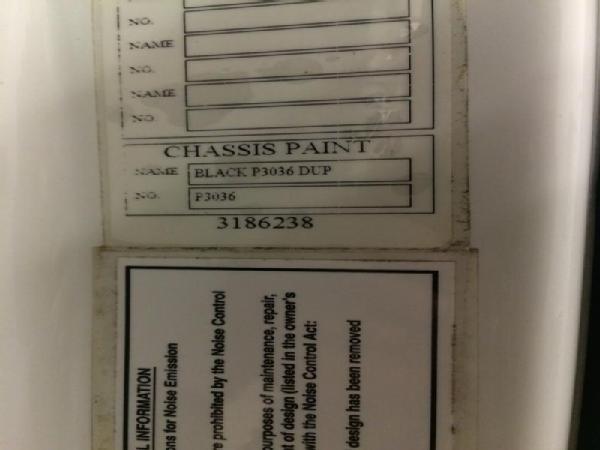 NO.
NAME
NO.
NAME
NO.
CHASSIS PAINT
NAME BLACK P3036 DUP
NO. P3036
3186238
L INFORMATION
ons for Noise Emission
re prohibited by the Noise Control
urposes of maintenance, repair,
t of design (listed in the owner's
with the Noise Control Act:
design has been removed